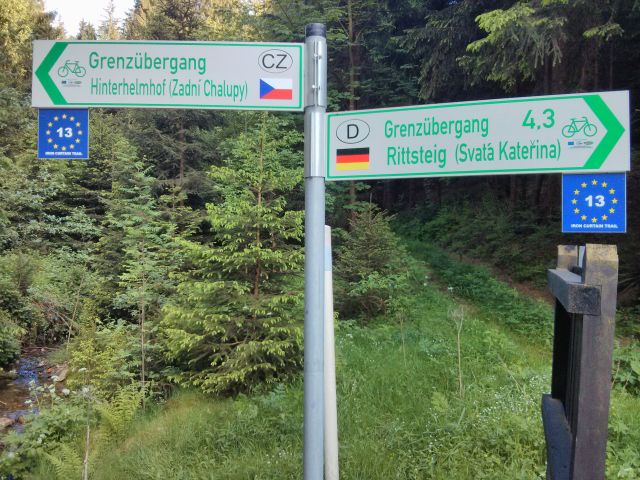 Grenzübergang
CZ
Hinterhelmhof (Zadní Chalupy)
13
IRON CURTAIN TRAIL
D
Grenzübergang 4,3
Rittsteig (Svatá Kateřina)
13
IRON CURTAIN TRAIL